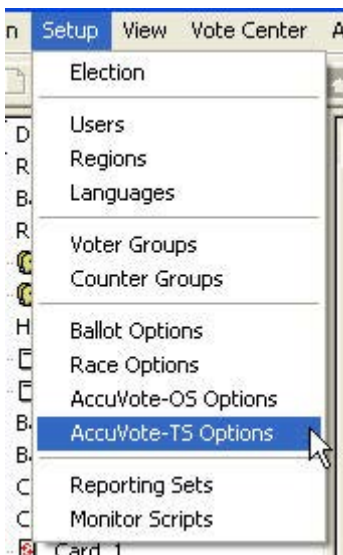 Setup View Vote Center
Election
Users
Regions
Languages
Voter Groups
Counter Groups
Ballot Options
Race Options
AccuVote-OS Options
AccuVote-TS Options
Reporting Sets
Monitor Scripts
Card 1